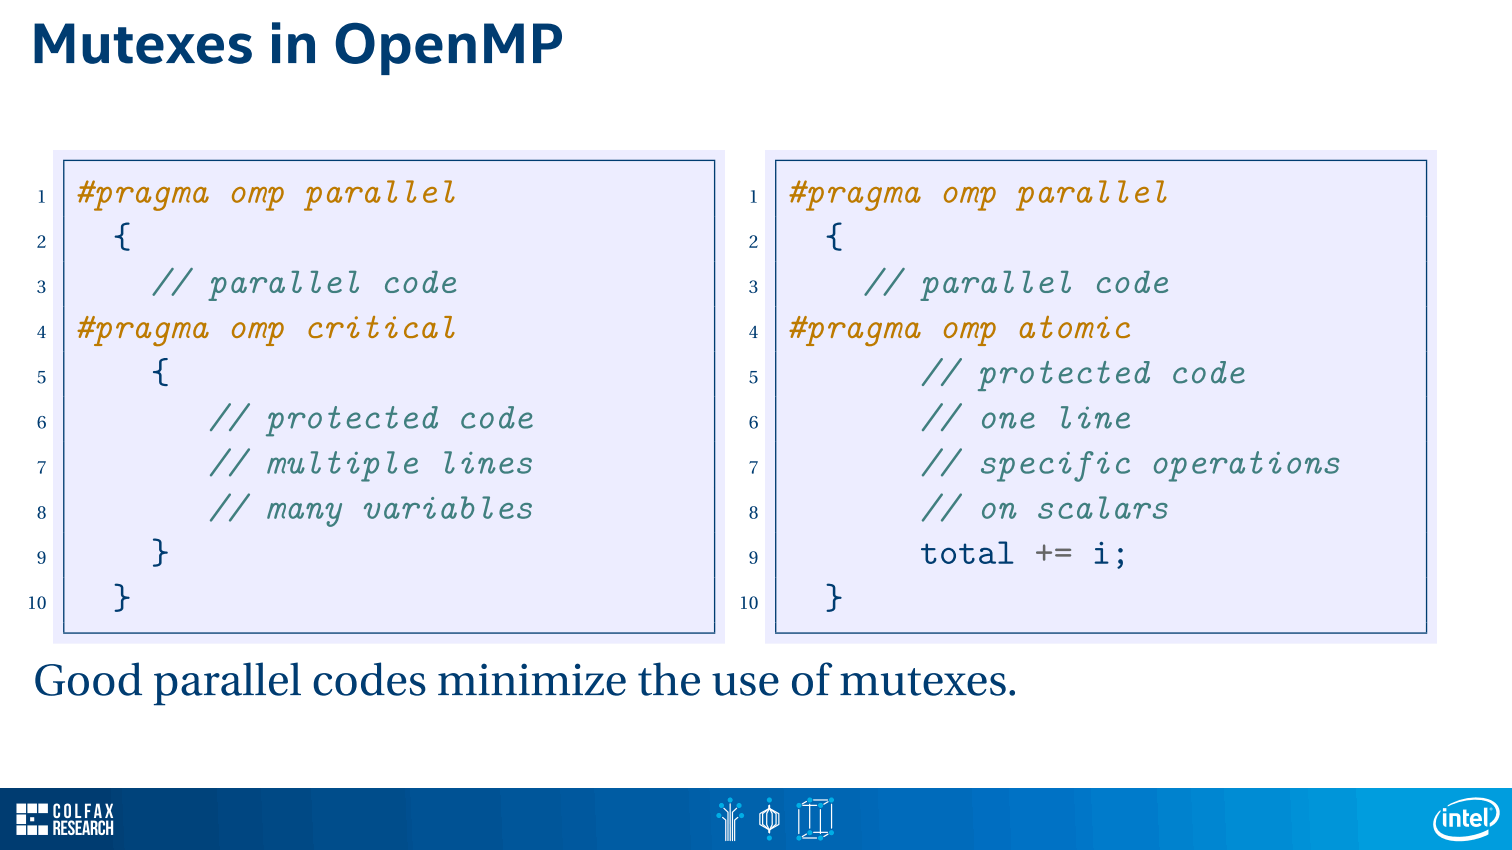 Mutexes in OpenMP
1 #pragma omp parallel
2 {
3 // parallel code
4 #pragma omp critical
5 {
6 // protected code
7 // multiple lines
8 // many variables
9 }
10 }
1 #pragma omp parallel
2 {
3 // parallel code
4 #pragma omp atomic
5 // protected code
6 // one line
7 // specific operations
8 // on scalars
9 total += i;
10 }
Good parallel codes minimize the use of mutexes.
COLFAX
RESEARCH
intel